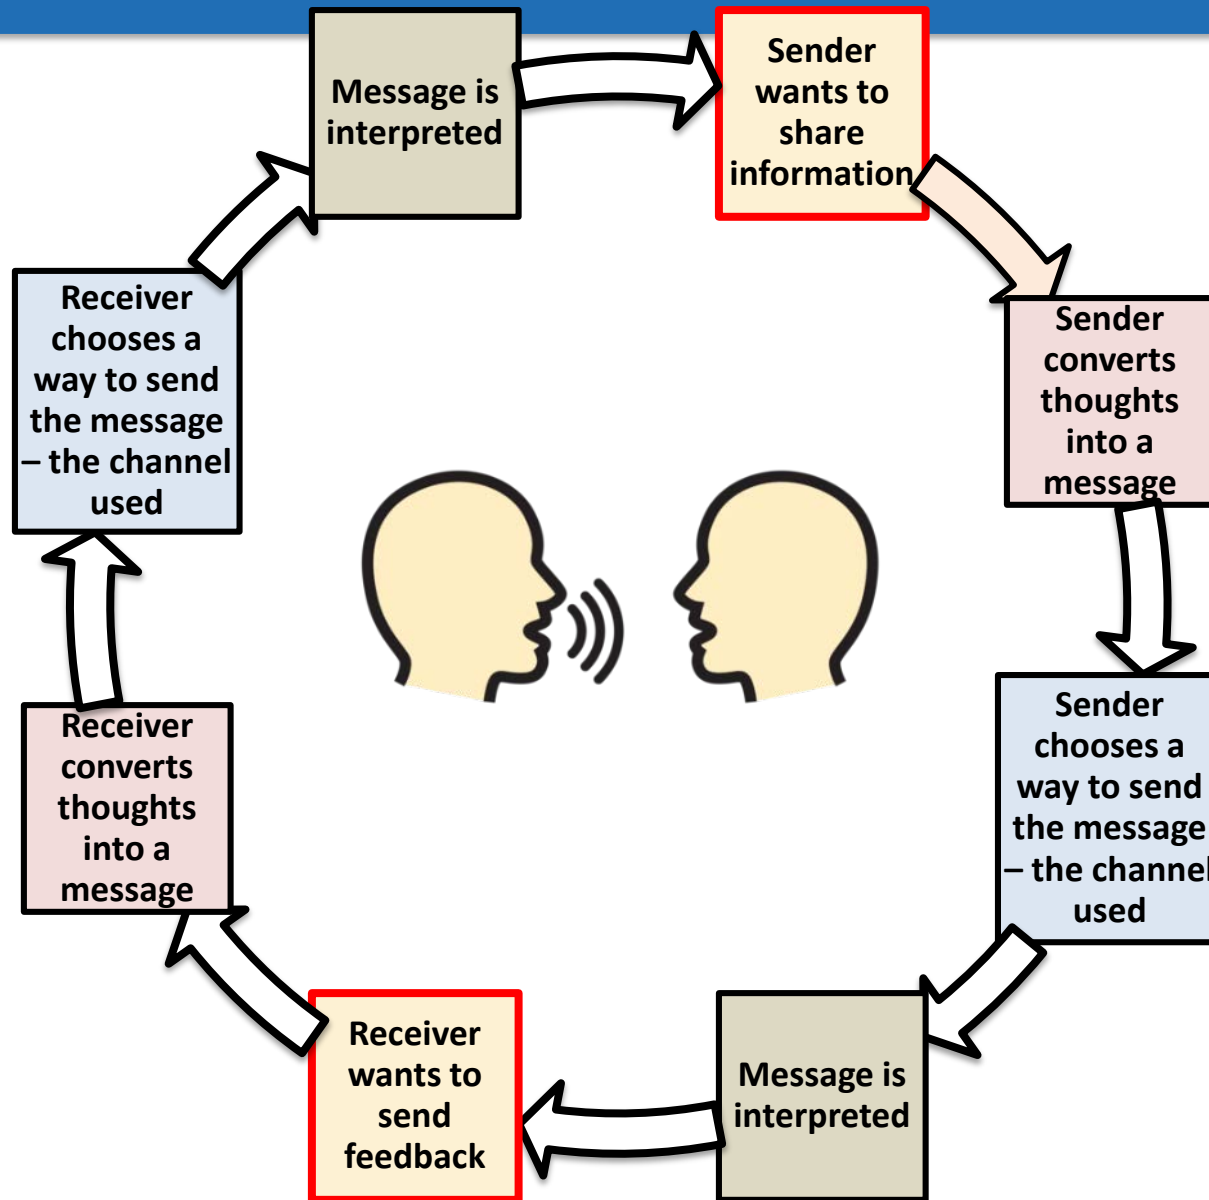 Sender
wants to
share
information
Sender
converts
thoughts
into a
message
Sender
chooses a
way to send
the message
– the channel
used
Message is
interpreted
Receiver
wants to
send
feedback
Receiver
converts
thoughts
into a
message
Receiver
chooses a
way to send
the message
– the channel
used
Message is
interpreted